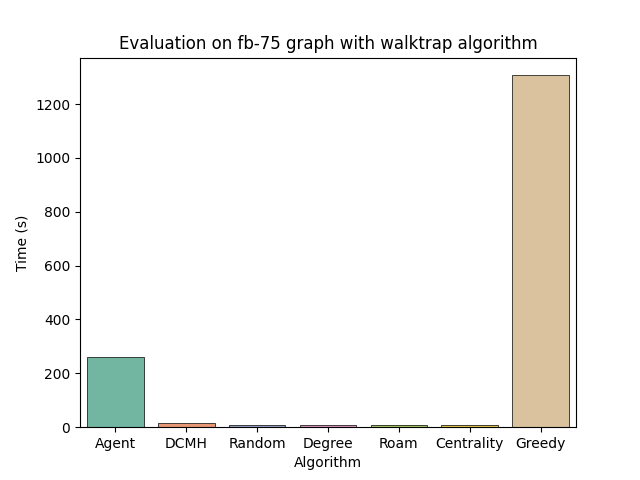 Evaluation on fb-75 graph with walktrap algorithm
Time (s)
1200
1000
800
600
400
200
0
Agent DCMH Random Degree Roam Centrality Greedy
Algorithm